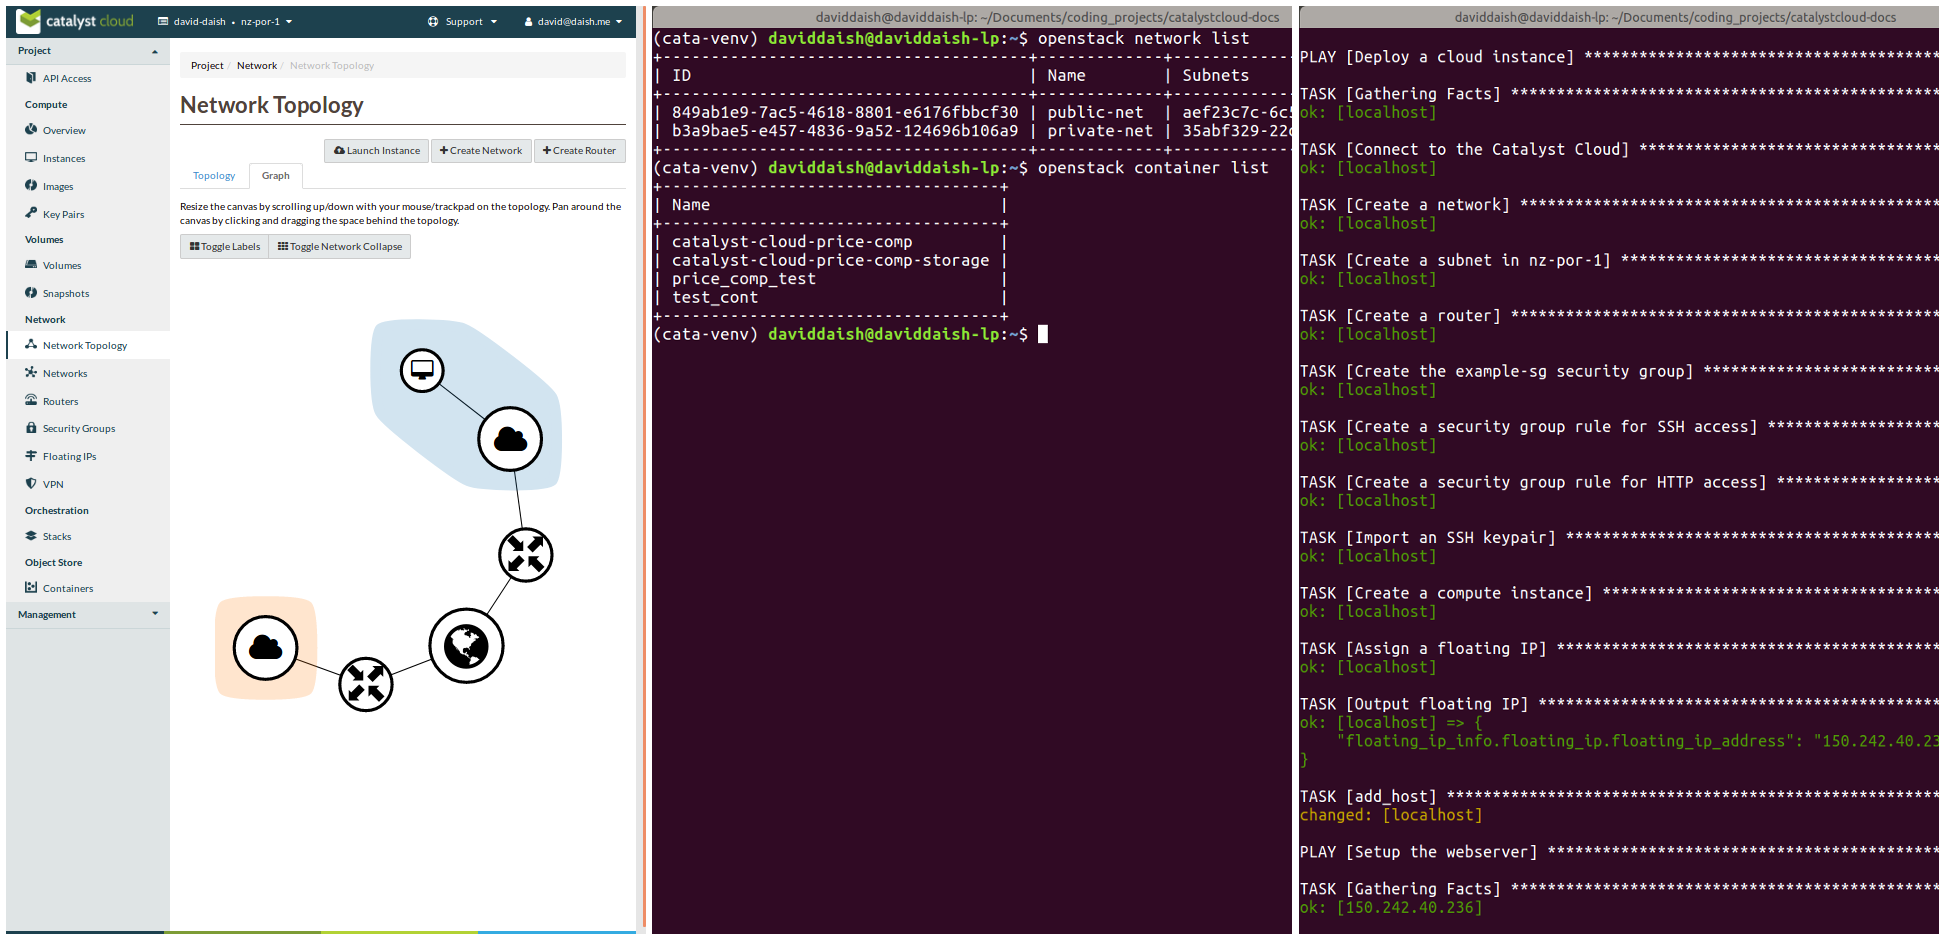 catalyst cloud
david-daish • nz-por-1
Support
david@daish.me
Project
API Access
Compute
Overview
Instances
Images
Key Pairs
Volumes
Volumes
Snapshots
Network
Network Topology
Networks
Routers
Security Groups
Floating IPs
VPN
Orchestration
Stacks
Object Store
Containers
Management
Project / Network / Network Topology
Network Topology
Launch Instance
Create Network
Create Router
Topology
Graph
Resize the canvas by scrolling up/down with your mouse/trackpad on the topology. Pan around the
canvas by clicking and dragging the space behind the topology.
Toggle Labels
Toggle Network Collapse
daviddaish@daviddaish-lp: ~/Documents/coding_projects/catalystcloud-docs
(cata-venv) daviddaish@daviddaish-lp:~$ openstack network list
| ID | Name | Subnets
| 849ab1e9-7ac5-4618-8801-e6176fbbcf30 | public-net | aef23c7c-6c5
| b3a9bae5-e457-4836-9a52-124696b106a9 | private-net | 35abf329-22c
(cata-venv) daviddaish@daviddaish-lp:~$ openstack container list
| Name |
| catalyst-cloud-price-comp |
| catalyst-cloud-price-comp-storage |
| price_comp_test |
| test_cont |
(cata-venv) daviddaish@daviddaish-lp:~$
daviddaish@daviddaish-lp: ~/Documents/coding_projects/catalystcloud-docs
PLAY [Deploy a cloud instance] ***************************************
TASK [Gathering Facts] ***********************************************
ok: [localhost]
TASK [Connect to the Catalyst Cloud] *********************************
ok: [localhost]
TASK [Create a network] **********************************************
ok: [localhost]
TASK [Create a subnet in nz-por-1] ***********************************
ok: [localhost]
TASK [Create a router] ***********************************************
ok: [localhost]
TASK [Create the example-sg security group] **************************
ok: [localhost]
TASK [Create a security group rule for SSH access] *******************
ok: [localhost]
TASK [Create a security group rule for HTTP access] ******************
ok: [localhost]
TASK [Import an SSH keypair] *****************************************
ok: [localhost]
TASK [Create a compute instance] *************************************
ok: [localhost]
TASK [Assign a floating IP] ******************************************
ok: [localhost]
TASK [Output floating IP] ********************************************
ok: [localhost] => {
"floating_ip_info.floating_ip.floating_ip_address": "150.242.40.23
}
TASK [add_host] ******************************************************
changed: [localhost]
PLAY [Setup the webserver] *******************************************
TASK [Gathering Facts] ***********************************************
ok: [150.242.40.236]